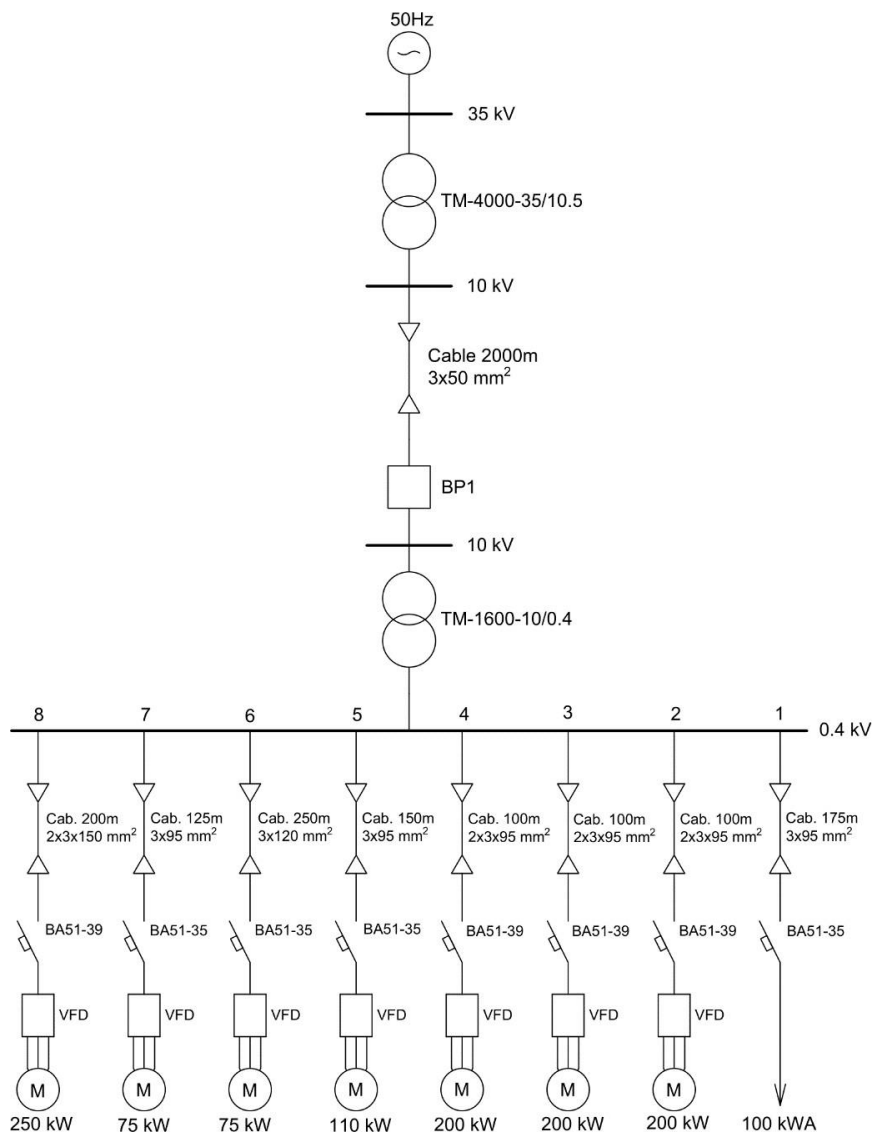 50Hz
35 kV
TM-4000-35/10.5
10 kV
Cable 2000m
3x50 mm²
BP1
10 kV
TM-1600-10/0.4
8 7 6 5 4 3 2 1
0.4 kV
Cab. 200m
2x3x150 mm²
Cab. 125m
3x95 mm²
Cab. 250m
3x120 mm²
Cab. 150m
3x95 mm²
Cab. 100m
2x3x95 mm²
Cab. 100m
2x3x95 mm²
Cab. 100m
2x3x95 mm²
Cab. 175m
3x95 mm²
BA51-39 BA51-35 BA51-35 BA51-35 BA51-39 BA51-39 BA51-39 BA51-35
VFD VFD VFD VFD VFD VFD VFD
M M M M M M M
250 kW 75 kW 75 kW 110 kW 200 kW 200 kW 200 kW 100 kWA